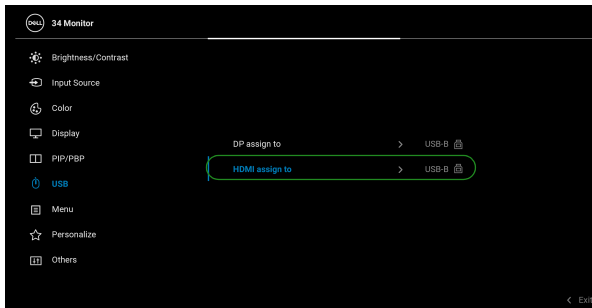 DELL 34 Monitor
Brightness/Contrast
Input Source
Color
Display
DP assign to > USB-B
PIP/PBP
HDMI assign to > USB-B
USB
Menu
Personalize
Others
< Exit